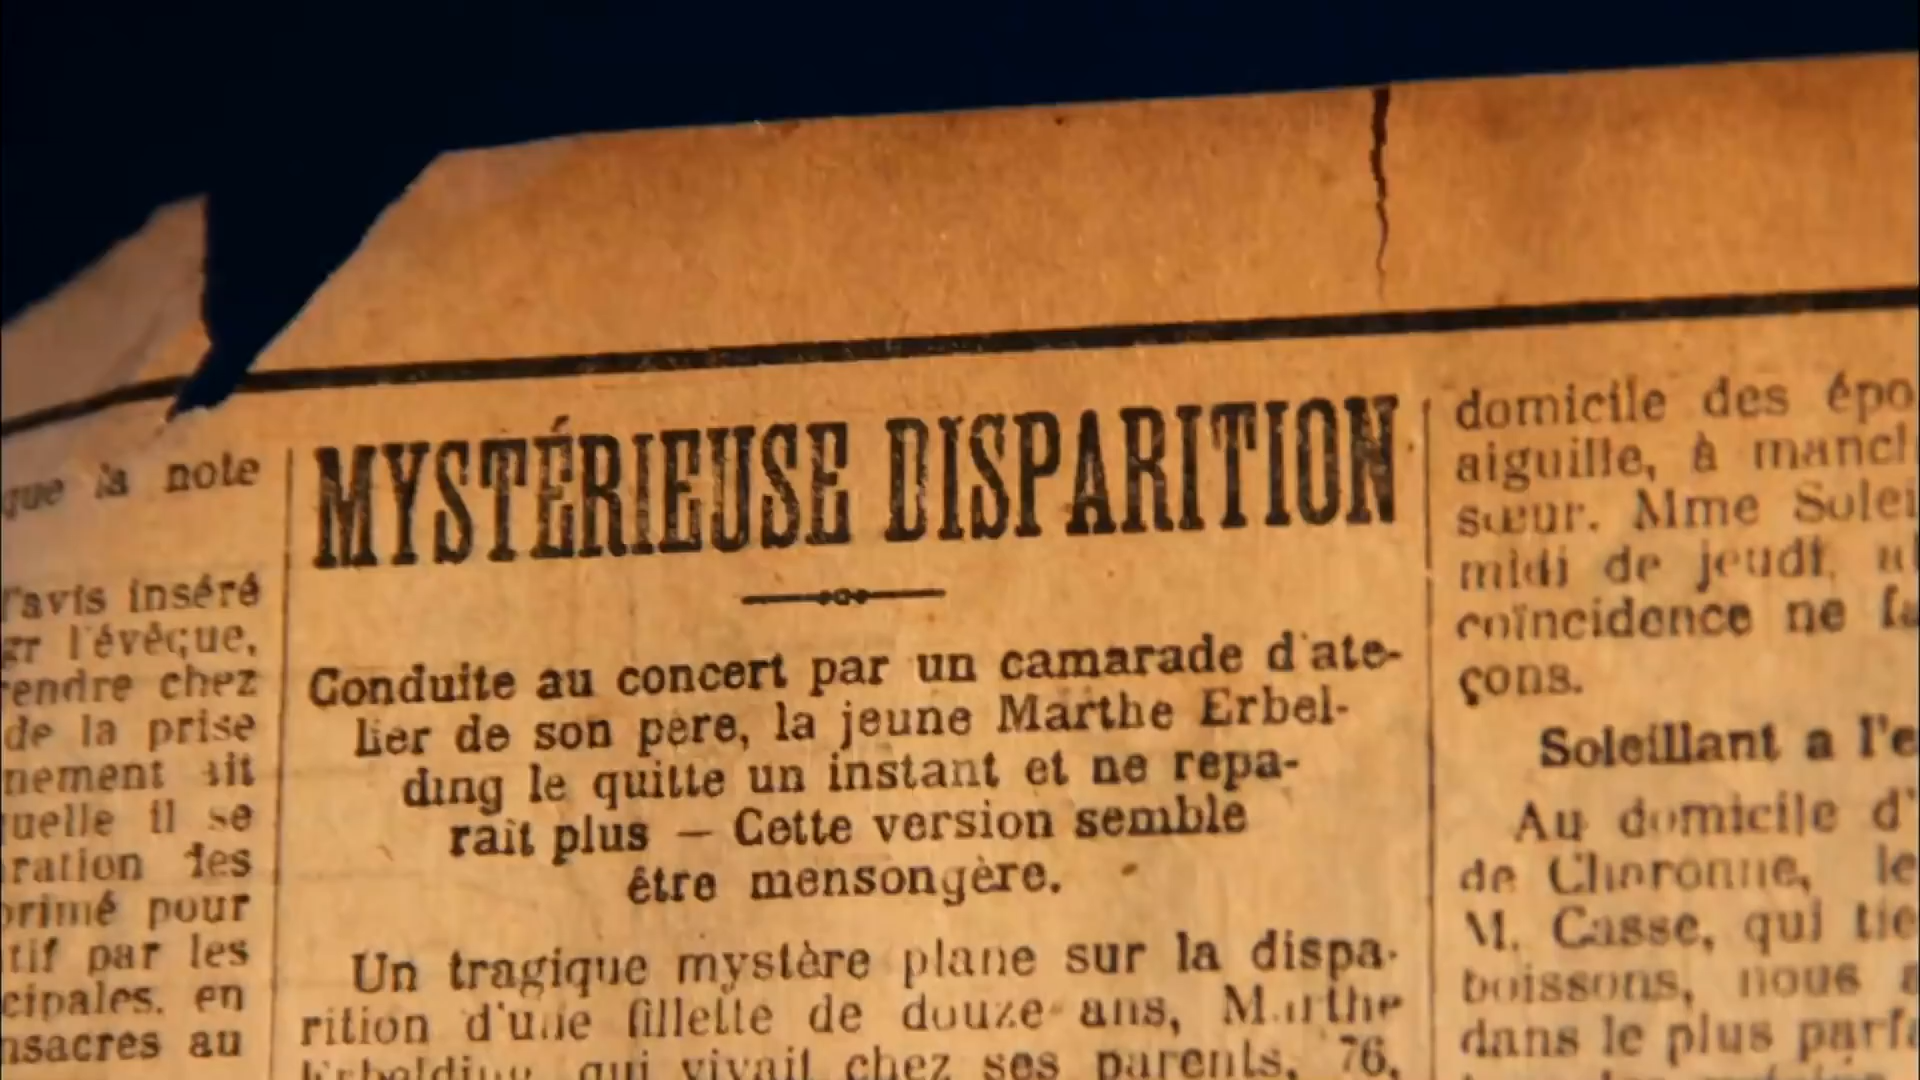 que la note
l'avis inséré
l'évêque,
endre chez
de la prise
nement
uelle il se
ration des
primé pour
tif par les
cipales, en
nsacres au
MYSTÉRIEUSE DISPARITION
Conduite au concert par un camarade d'ate-
lier de son père, la jeune Marthe Erbel-
ding le quitte un instant et ne repa-
raît plus — Cette version semble
être mensongère.
Un tragique mystère plane sur la dispa-
rition d'une fillette de douze ans, Marthe
Erbelding qui vivait chez ses parents, 76,
domicile des épo
aiguille, à manch
sœur. Mme Solei
midi de jeudi,
coïncidence ne
çons.
Soleillant a l'e
Au domicile d'
de Charonne, le
M. Casse, qui tie
boissons, nous
dans le plus parf